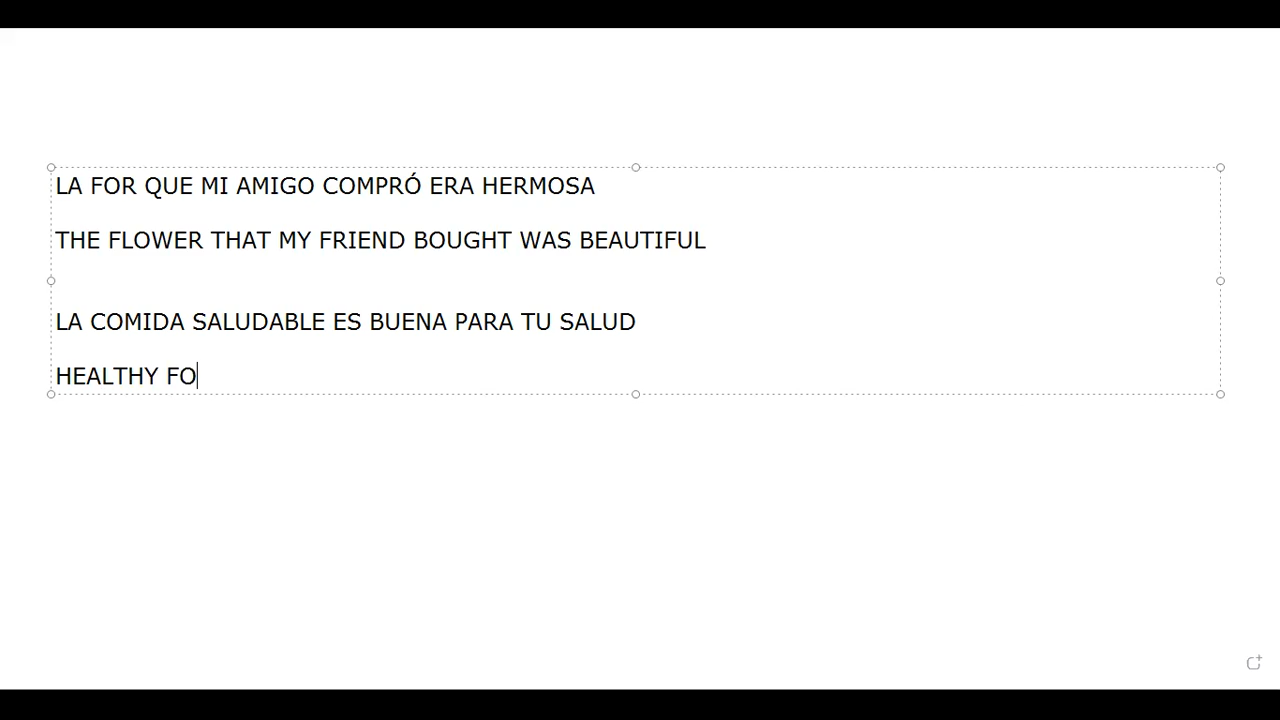 LA FOR QUE MI AMIGO COMPRÓ ERA HERMOSA
THE FLOWER THAT MY FRIEND BOUGHT WAS BEAUTIFUL
LA COMIDA SALUDABLE ES BUENA PARA TU SALUD
HEALTHY FO